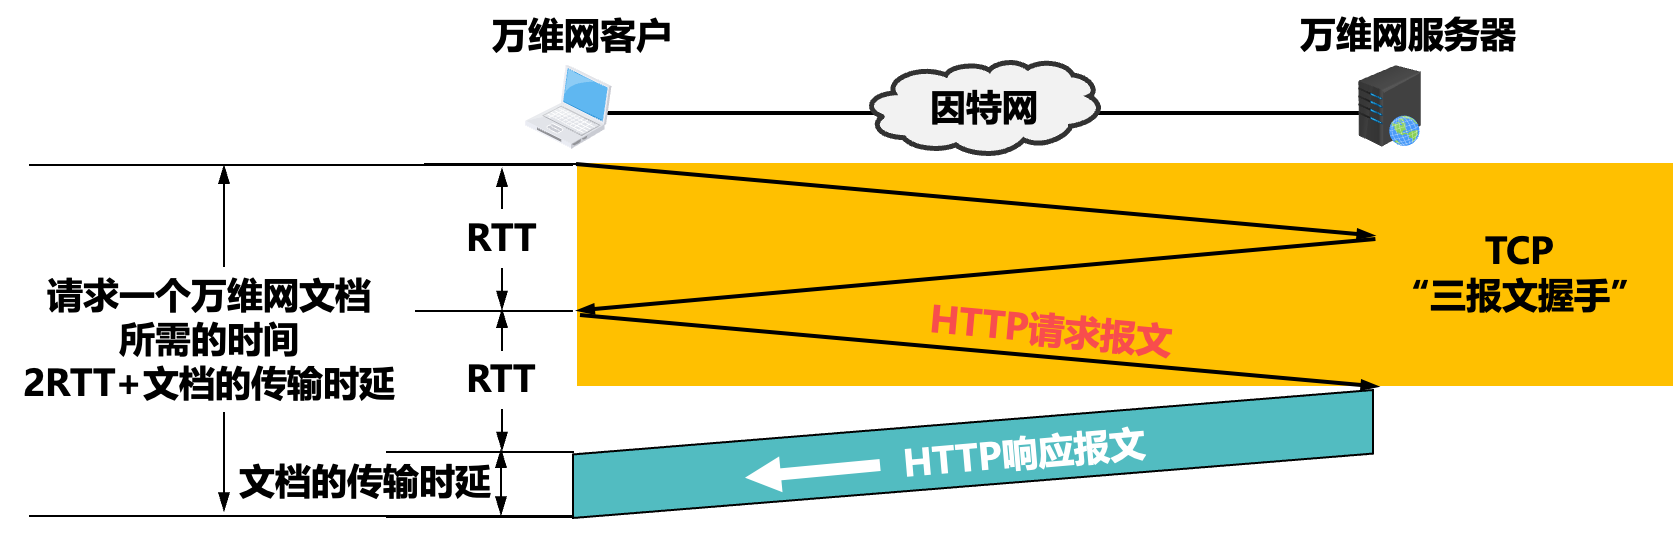 万维网客户
万维网服务器
因特网
RTT
TCP
“三报文握手”
请求一个万维网文档
所需的时间
2RTT+文档的传输时延
HTTP请求报文
RTT
HTTP响应报文
文档的传输时延